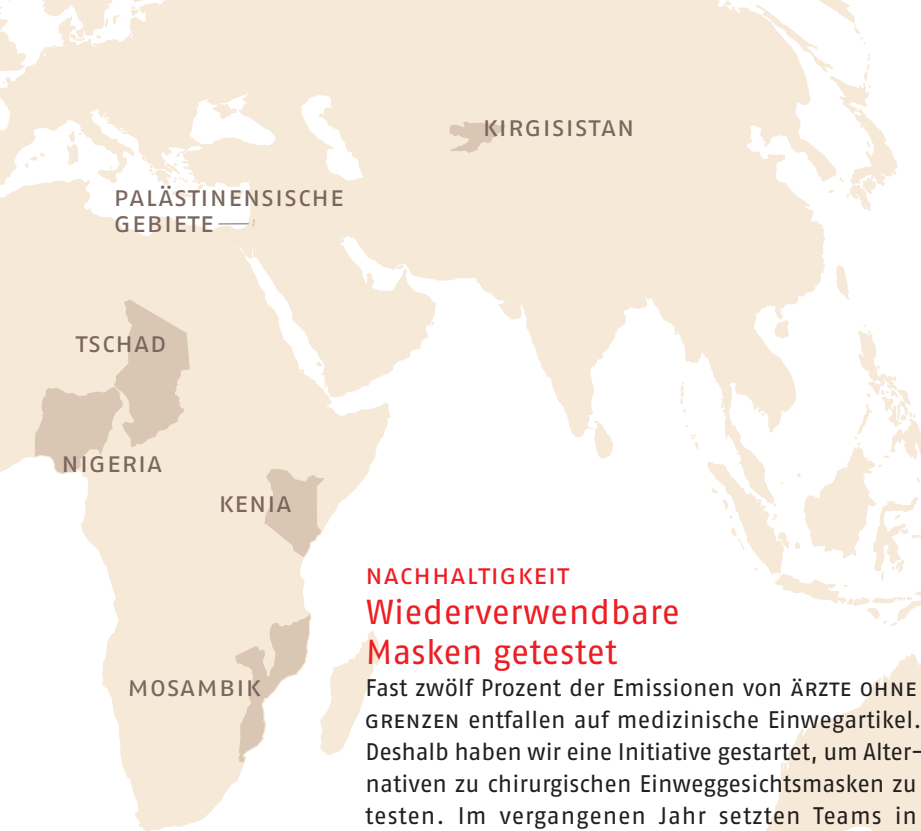 KIRGISISTAN
PALÄSTINENSISCHE
GEBIETE
TSCHAD
NIGERIA
KENIA
MOSAMBIK
NACHHALTIGKEIT
Wiederverwendbare
Masken getestet
Fast zwölf Prozent der Emissionen von ÄRZTE OHNE
GRENZEN entfallen auf medizinische Einwegartikel.
Deshalb haben wir eine Initiative gestartet, um Alter-
nativen zu chirurgischen Einweggesichtsmasken zu
testen. Im vergangenen Jahr setzten Teams in